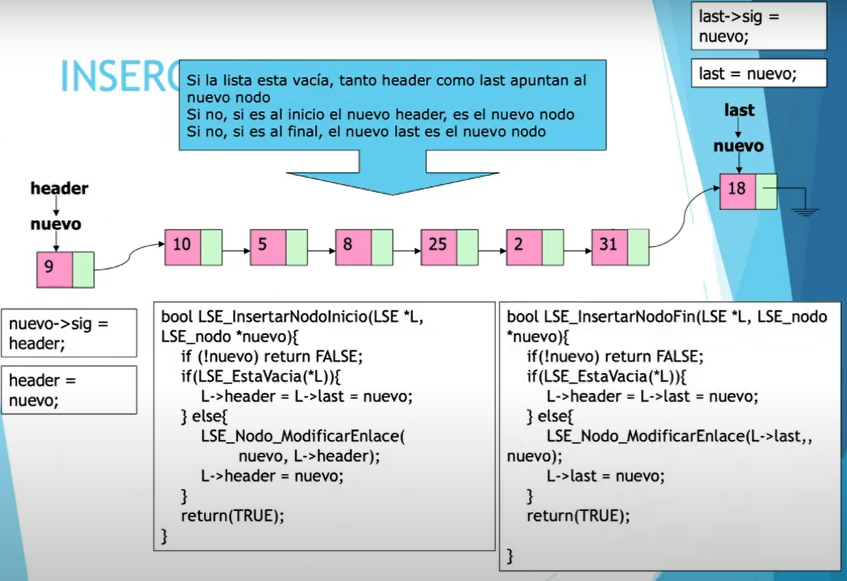 last->sig =
nuevo;
last = nuevo;
INSERC
Si la lista esta vacía, tanto header como last apuntan al
nuevo nodo
Si no, si es al inicio el nuevo header, es el nuevo nodo
Si no, si es al final, el nuevo last es el nuevo nodo
last
nuevo
18
header
nuevo
9
10
5
8
25
2
31
nuevo->sig =
header;
header =
nuevo;
bool LSE_InsertarNodoInicio(LSE *L,
LSE_nodo *nuevo){
if (!nuevo) return FALSE;
if(LSE_EstaVacia(*L)){
L->header = L->last = nuevo;
} else{
LSE_Nodo_ModificarEnlace(
nuevo, L->header);
L->header = nuevo;
}
return(TRUE);
}
bool LSE_InsertarNodoFin(LSE *L, LSE_nodo
*nuevo){
if(!nuevo) return FALSE;
if(LSE_EstaVacia(*L)){
L->header = L->last = nuevo;
} else{
LSE_Nodo_ModificarEnlace(L->last,,
nuevo);
L->last = nuevo;
}
return(TRUE);
}